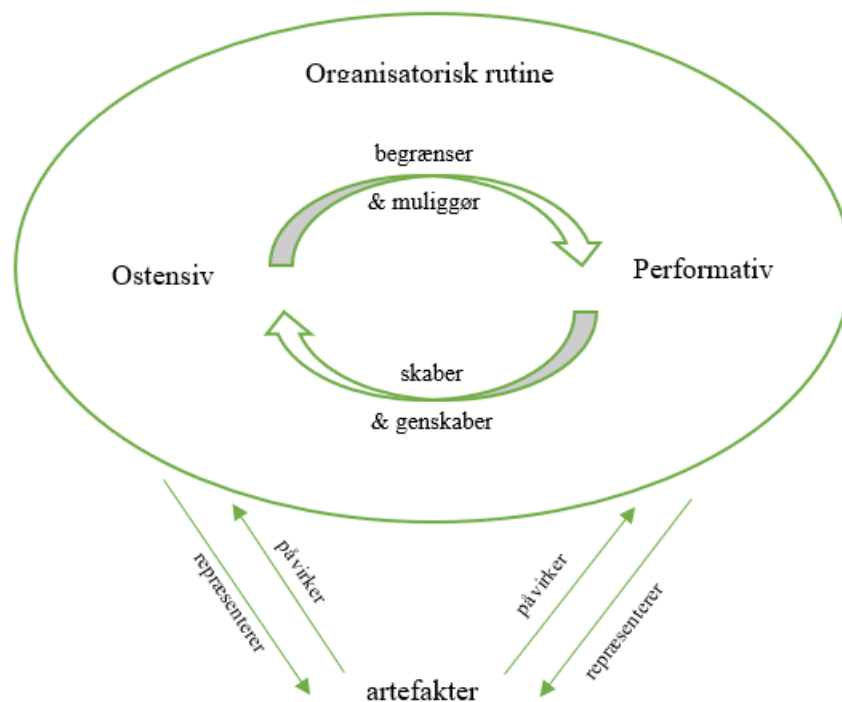 Organisatorisk rutine
begrænser
& muliggør
Ostensiv
Performativ
skaber
& genskaber
repræsenterer
påvirker
påvirker
repræsenterer
artefakter